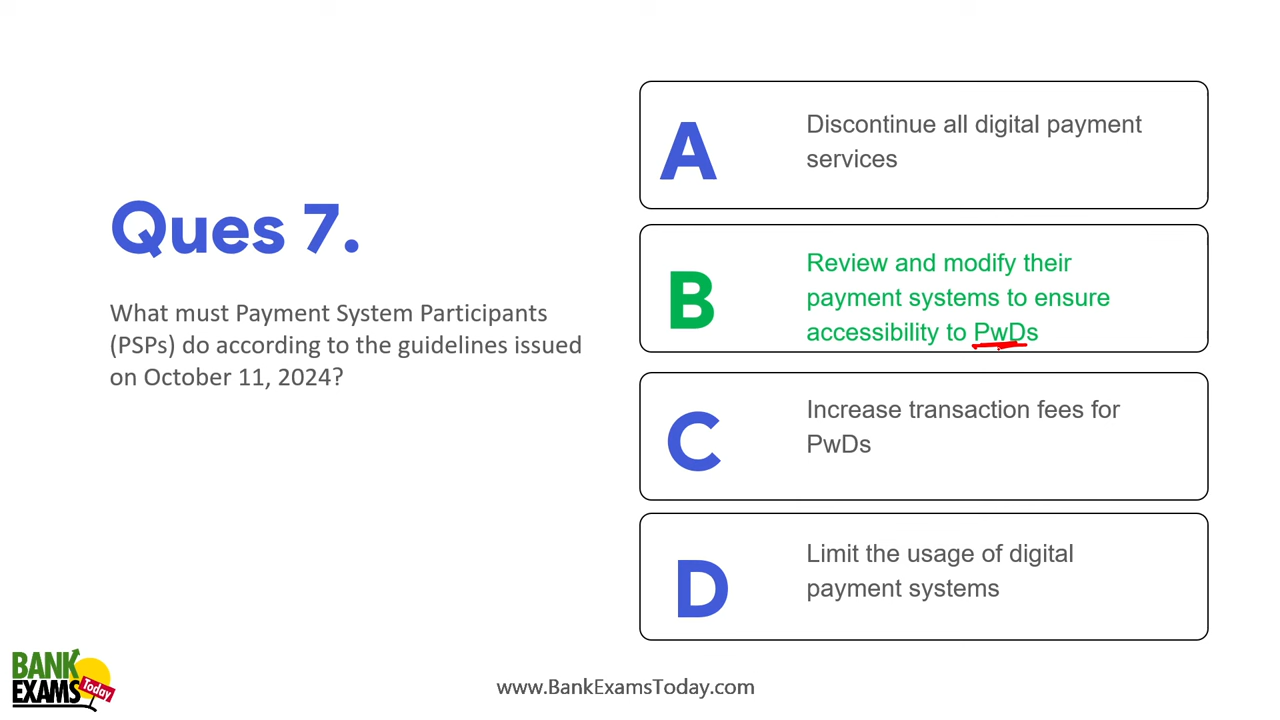 Ques 7.
What must Payment System Participants
(PSPs) do according to the guidelines issued
on October 11, 2024?
A
Discontinue all digital payment
services
B
Review and modify their
payment systems to ensure
accessibility to PwDs
C
Increase transaction fees for
PwDs
D
Limit the usage of digital
payment systems
BANK
EXAMS
Today
www.BankExamsToday.com